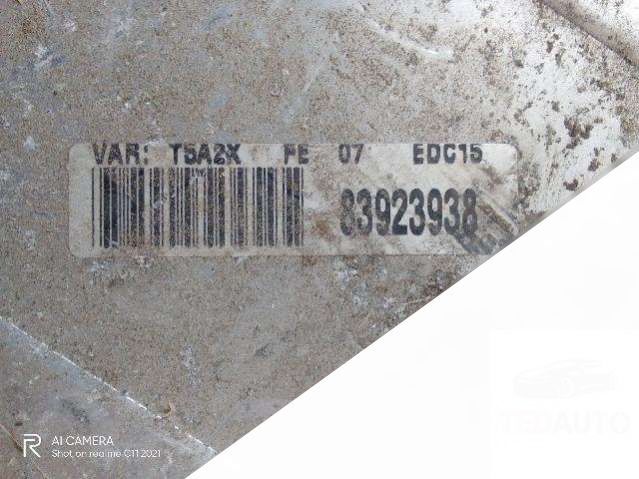 VAR: T5A2X FE 07 EDC15
83923938
AI CAMERA
Shot on realme C11 2021
TEDAUTO